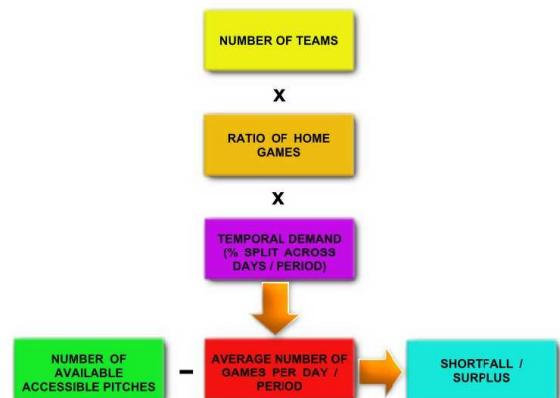 NUMBER OF TEAMS
x
RATIO OF HOME
GAMES
x
TEMPORAL DEMAND
(% SPLIT ACROSS
DAYS / PERIOD)
NUMBER OF
AVAILABLE
ACCESSIBLE PITCHES
-
AVERAGE NUMBER OF
GAMES PER DAY /
PERIOD
SHORTFALL /
SURPLUS